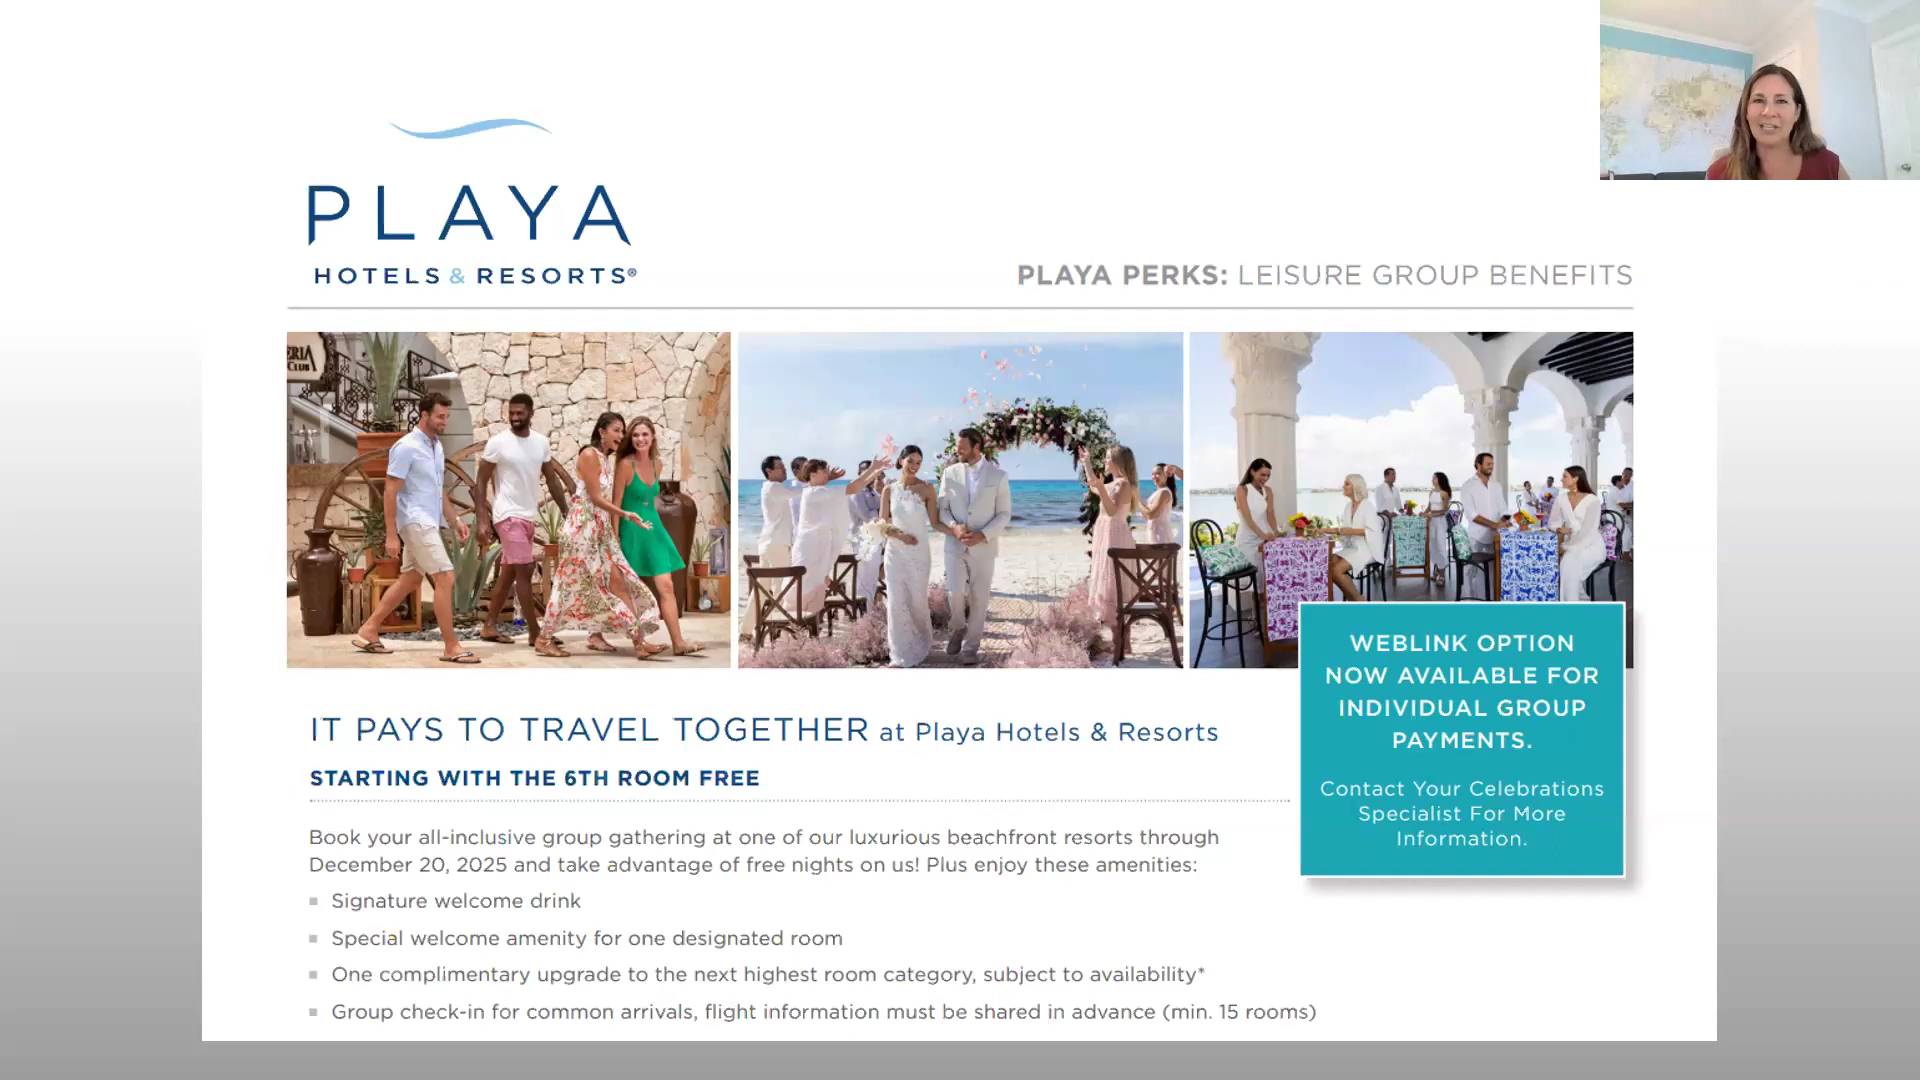 PLAYA
HOTELS & RESORTS®
PLAYA PERKS: LEISURE GROUP BENEFITS
ERIA
CLUB
WEBLINK OPTION
NOW AVAILABLE FOR
INDIVIDUAL GROUP
PAYMENTS.
Contact Your Celebrations
Specialist For More
Information.
IT PAYS TO TRAVEL TOGETHER at Playa Hotels & Resorts
STARTING WITH THE 6TH ROOM FREE
Book your all-inclusive group gathering at one of our luxurious beachfront resorts through
December 20, 2025 and take advantage of free nights on us! Plus enjoy these amenities:
▪ Signature welcome drink
▪ Special welcome amenity for one designated room
▪ One complimentary upgrade to the next highest room category, subject to availability*
▪ Group check-in for common arrivals, flight information must be shared in advance (min. 15 rooms)